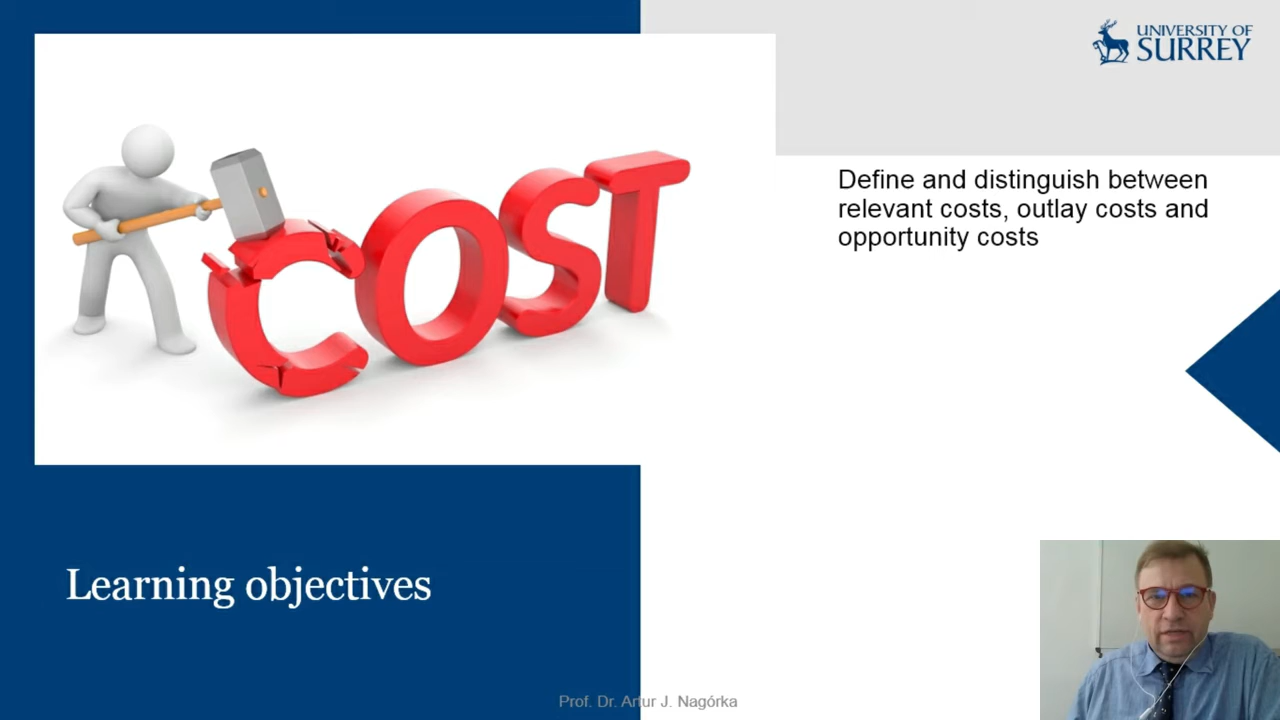 UNIVERSITY OF
SURREY
COST
Define and distinguish between
relevant costs, outlay costs and
opportunity costs
Learning objectives
Prof. Dr. Artur J. Nagórka